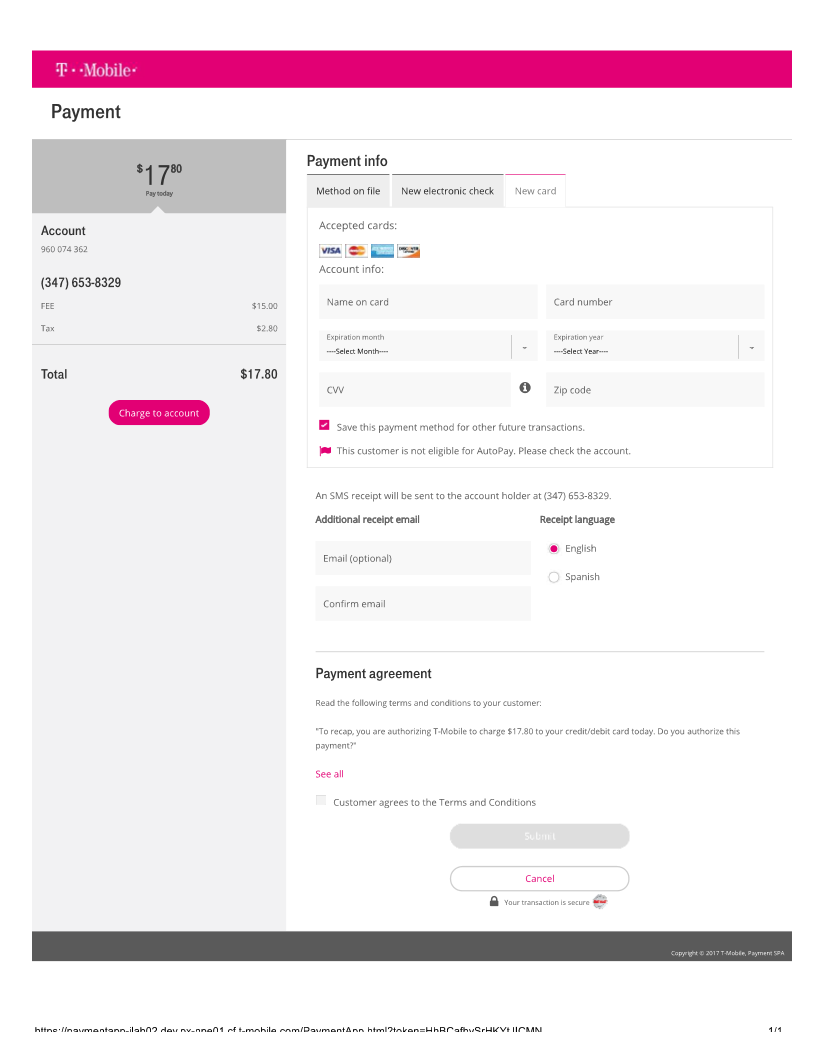 T··Mobile·
Payment
$17 80
Pay today
Account
960 074 362
(347) 653-8329
FEE $15.00
Tax $2.80
Total $17.80
Charge to account
Payment info
Method on file New electronic check New card
Accepted cards:
VISA
Account info:
Name on card Card number
Expiration month Expiration year
----Select Month---- ----Select Year----
CVV Zip code
Save this payment method for other future transactions.
This customer is not eligible for AutoPay. Please check the account.
An SMS receipt will be sent to the account holder at (347) 653-8329.
Additional receipt email Receipt language
Email (optional) English
Spanish
Confirm email
Payment agreement
Read the following terms and conditions to your customer:
"To recap, you are authorizing T-Mobile to charge $17.80 to your credit/debit card today. Do you authorize this
payment?"
See all
Customer agrees to the Terms and Conditions
Submit
Cancel
Your transaction is secure
Copyright © 2017 T-Mobile, Payment SPA
1/1